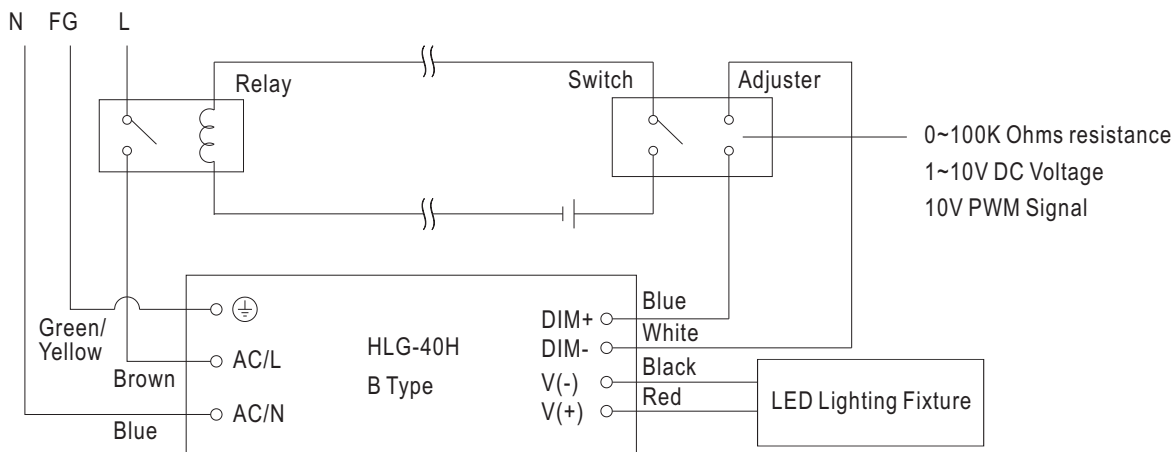 N FG L
Relay
Switch
Adjuster
0~100K Ohms resistance
1~10V DC Voltage
10V PWM Signal
Green/
Yellow
Brown
Blue
AC/L
AC/N
HLG-40H
B Type
DIM+
DIM-
V(-)
V(+)
Blue
White
Black
Red
LED Lighting Fixture